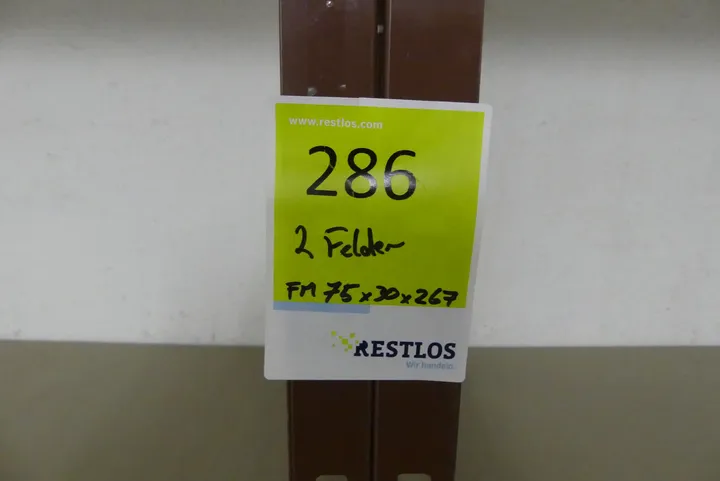 www.restlos.com
286
2 Felder
FM 75x30x267
RESTLOS
Wir handeln.